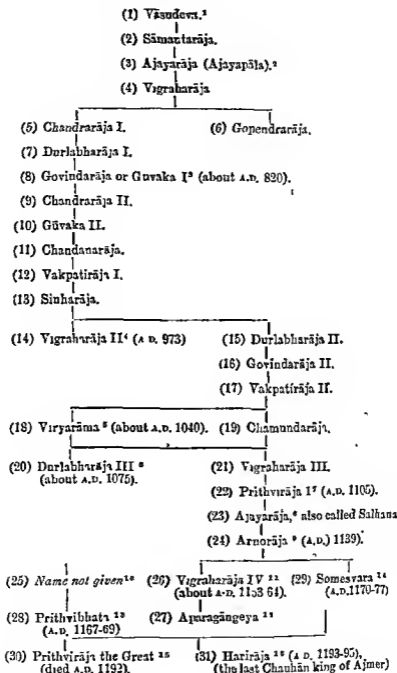 (1) Vāsudeva.¹
(2) Sāmantarāja.
(3) Ajayarāja (Ajayapāla).²
(4) Vigraharāja
(5) Chandrarāja I. (6) Gopendrarāja.
(7) Durlabharāja I.
(8) Govindarāja or Guvaka I³ (about A.D. 820).
(9) Chandrarāja II.
(10) Gūvaka II.
(11) Chandanarāja.
(12) Vakpatirāja I.
(13) Sinharāja.
(14) Vigraharāja II⁴ (A D. 973) (15) Durlabharāja II.
(16) Govindarāja II.
(17) Vakpatirāja II.
(18) Viryarāma ⁵ (about A.D. 1040). (19) Chamundarāja.
(20) Durlabharāja III ⁶ (21) Vigraharāja III.
(about A.D. 1075).
(22) Prithvirāja I⁷ (A.D. 1105).
(23) Ajayarāja,⁸ also called Salhana
(24) Arnorāja ⁹ (A.D.) 1139).
(25) Name not given¹⁰ (26) Vigraharāja IV ¹¹ (29) Somesvara ¹⁴
(about A.D. 1153 64). (A.D. 1170-77)
(28) Prithvibhata ¹³ (27) Aparagāngeya ¹²
(A.D. 1167-69)
(30) Prithvirāja the Great ¹⁵ (31) Harirāja ¹⁶ (A D. 1193-95),
(died A.D. 1192). (the last Chauhān king of Ajmer)